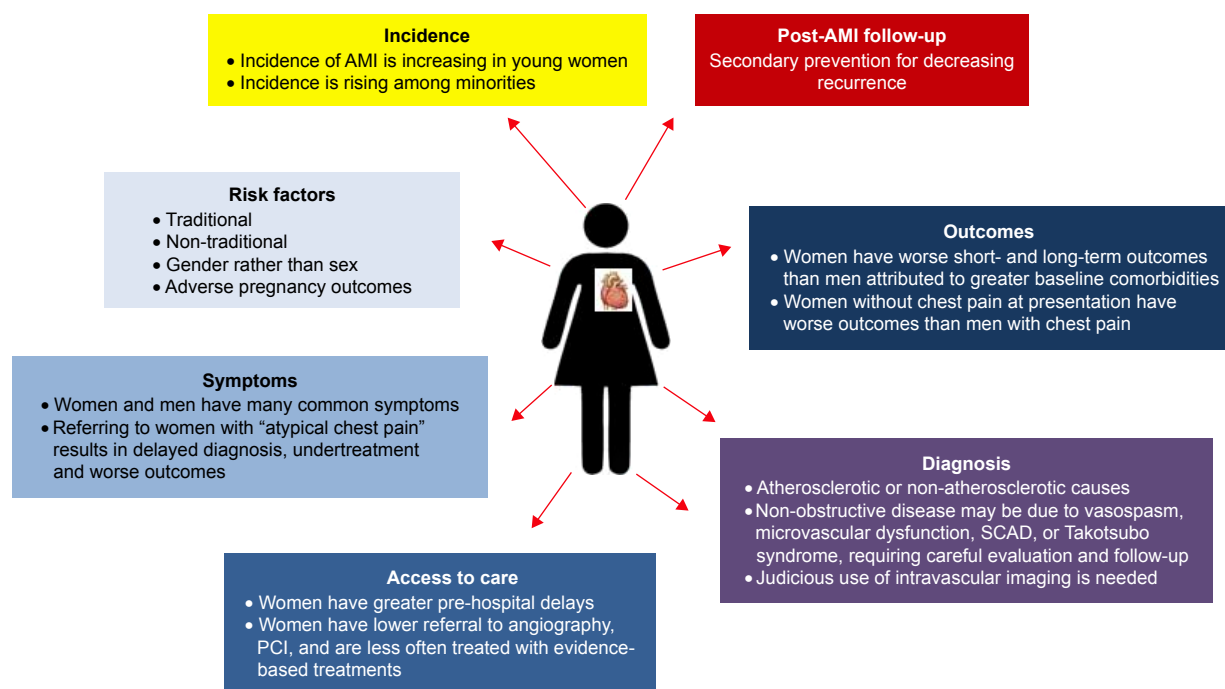 Incidence
• Incidence of AMI is increasing in young women
• Incidence is rising among minorities
Post-AMI follow-up
Secondary prevention for decreasing
recurrence
Risk factors
• Traditional
• Non-traditional
• Gender rather than sex
• Adverse pregnancy outcomes
Outcomes
• Women have worse short- and long-term outcomes
than men attributed to greater baseline comorbidities
• Women without chest pain at presentation have
worse outcomes than men with chest pain
Symptoms
• Women and men have many common symptoms
• Referring to women with “atypical chest pain”
results in delayed diagnosis, undertreatment
and worse outcomes
Diagnosis
• Atherosclerotic or non-atherosclerotic causes
• Non-obstructive disease may be due to vasospasm,
microvascular dysfunction, SCAD, or Takotsubo
syndrome, requiring careful evaluation and follow-up
• Judicious use of intravascular imaging is needed
Access to care
• Women have greater pre-hospital delays
• Women have lower referral to angiography,
PCI, and are less often treated with evidence-
based treatments